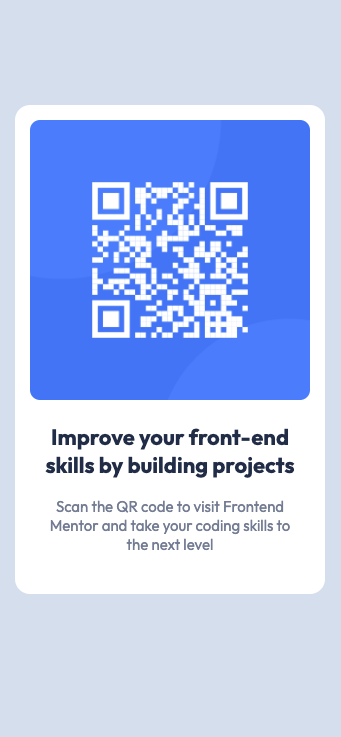 Improve your front-end
skills by building projects
Scan the QR code to visit Frontend
Mentor and take your coding skills to
the next level